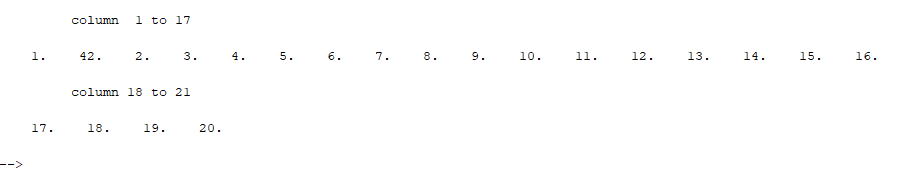 column 1 to 17
1. 42. 2. 3. 4. 5. 6. 7. 8. 9. 10. 11. 12. 13. 14. 15. 16.
column 18 to 21
17. 18. 19. 20.
-->